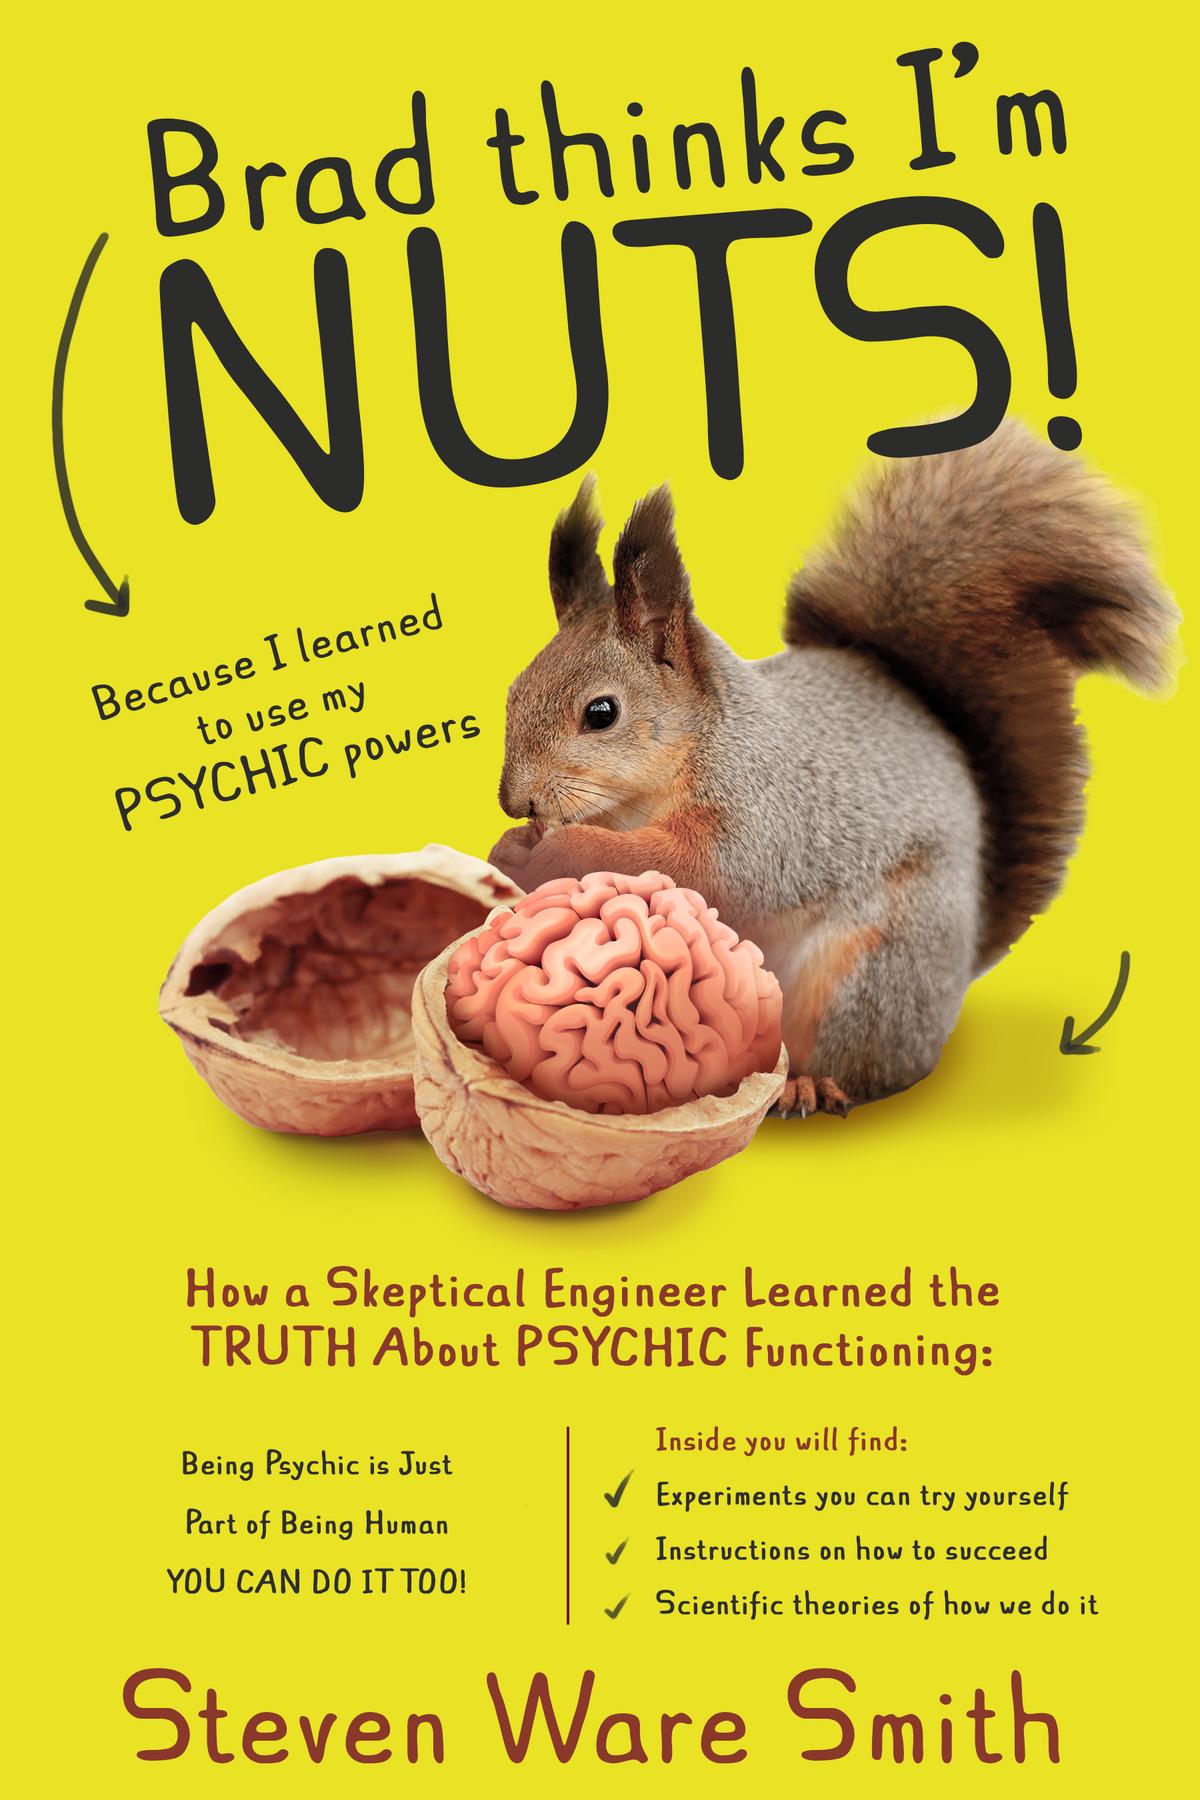 Brad thinks I'm
NUTS!
Because I learned
to use my
PSYCHIC powers
How a Skeptical Engineer Learned the
TRUTH About PSYCHIC Functioning:
Being Psychic is Just
Part of Being Human
YOU CAN DO IT TOO!
Inside you will find:
Experiments you can try yourself
Instructions on how to succeed
Scientific theories of how we do it
Steven Ware Smith